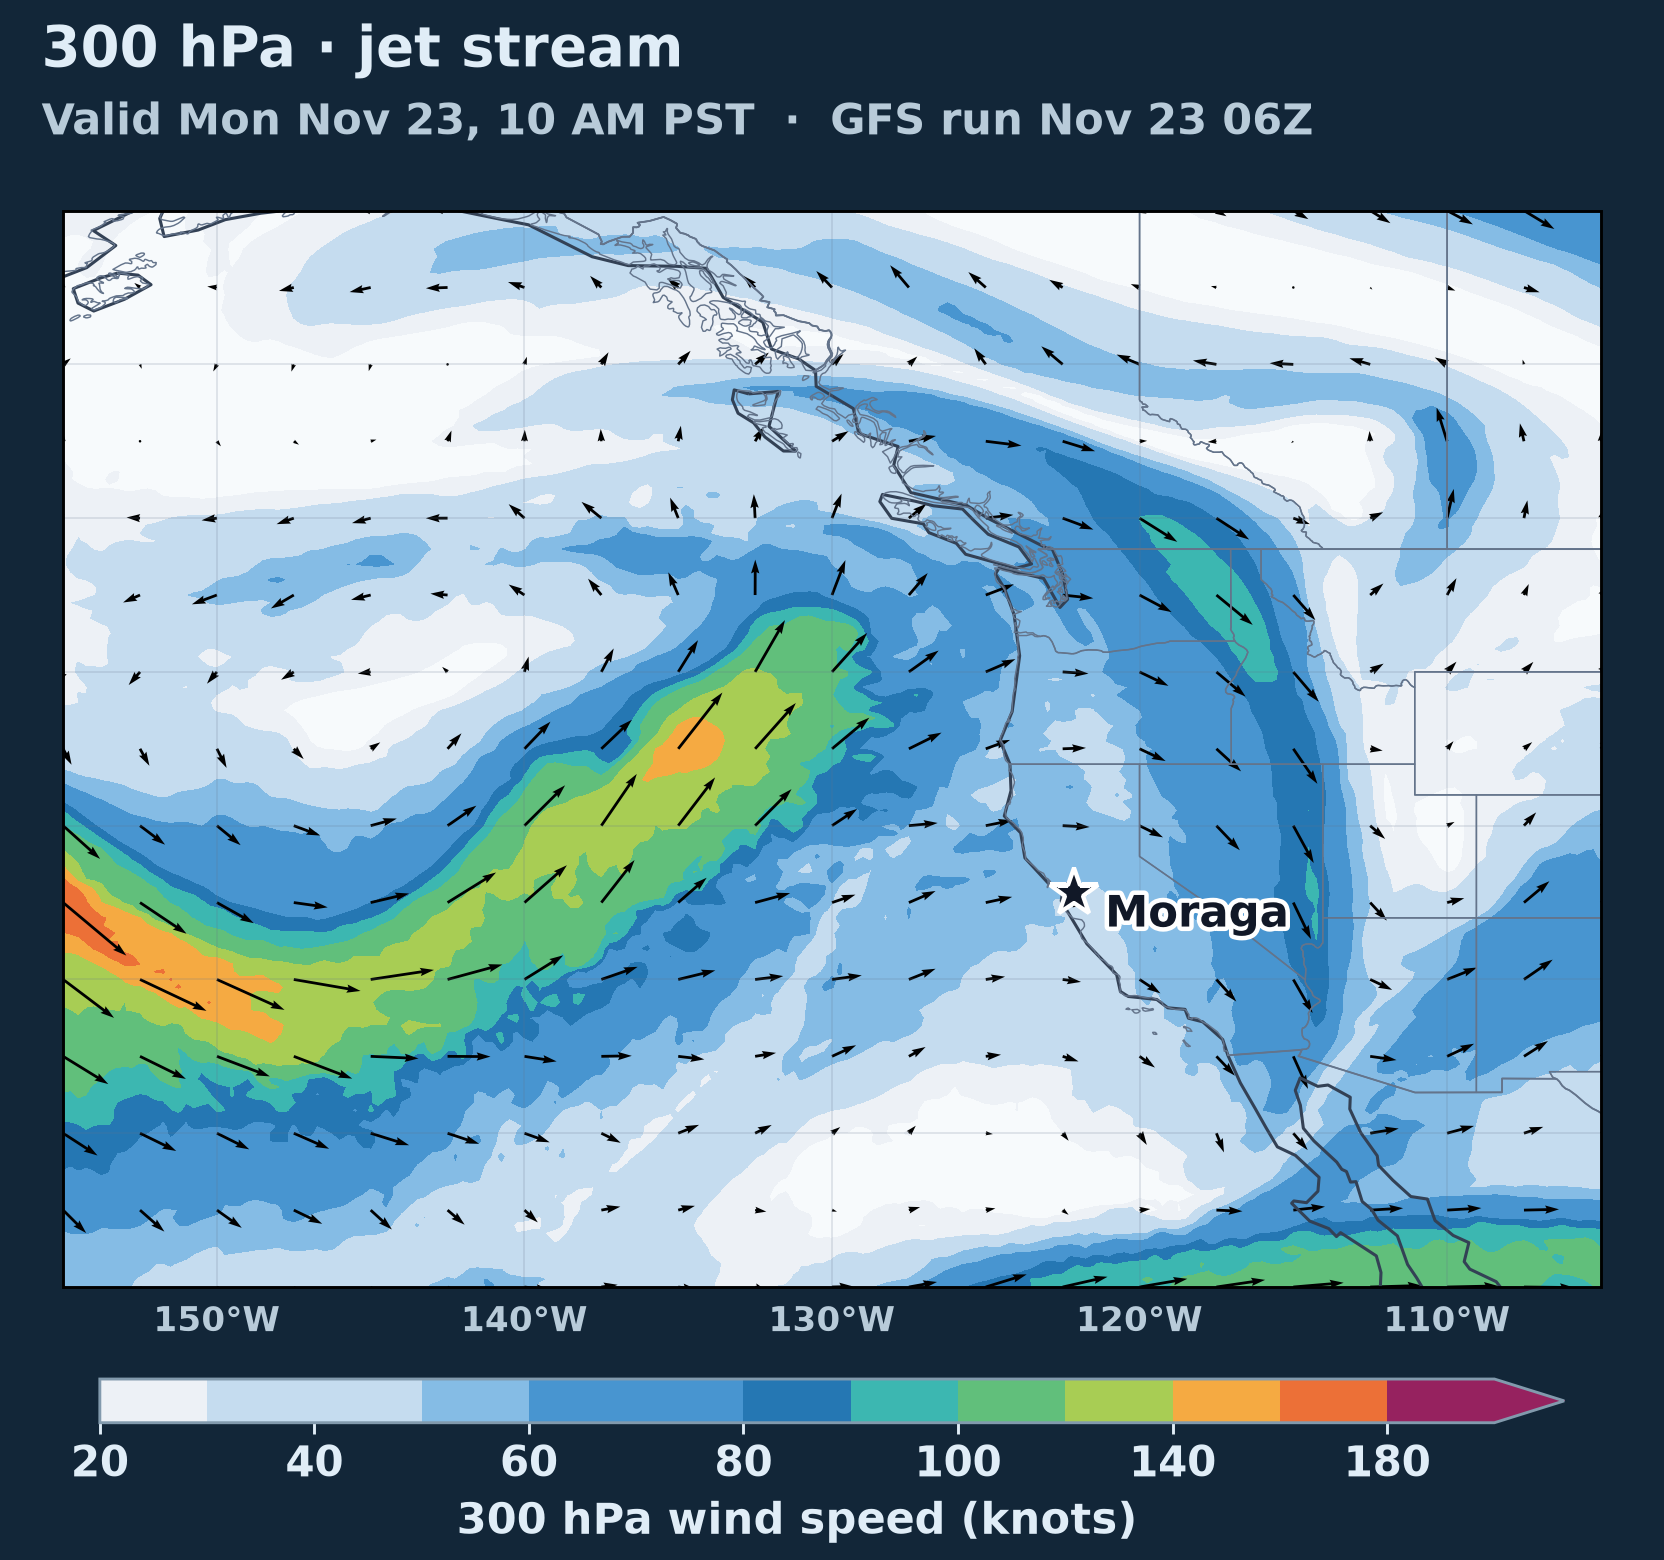 300 hPa · jet stream
Valid Mon Nov 23, 10 AM PST · GFS run Nov 23 06Z
Moraga
150°W 140°W 130°W 120°W 110°W
20 40 60 80 100 140 180
300 hPa wind speed (knots)